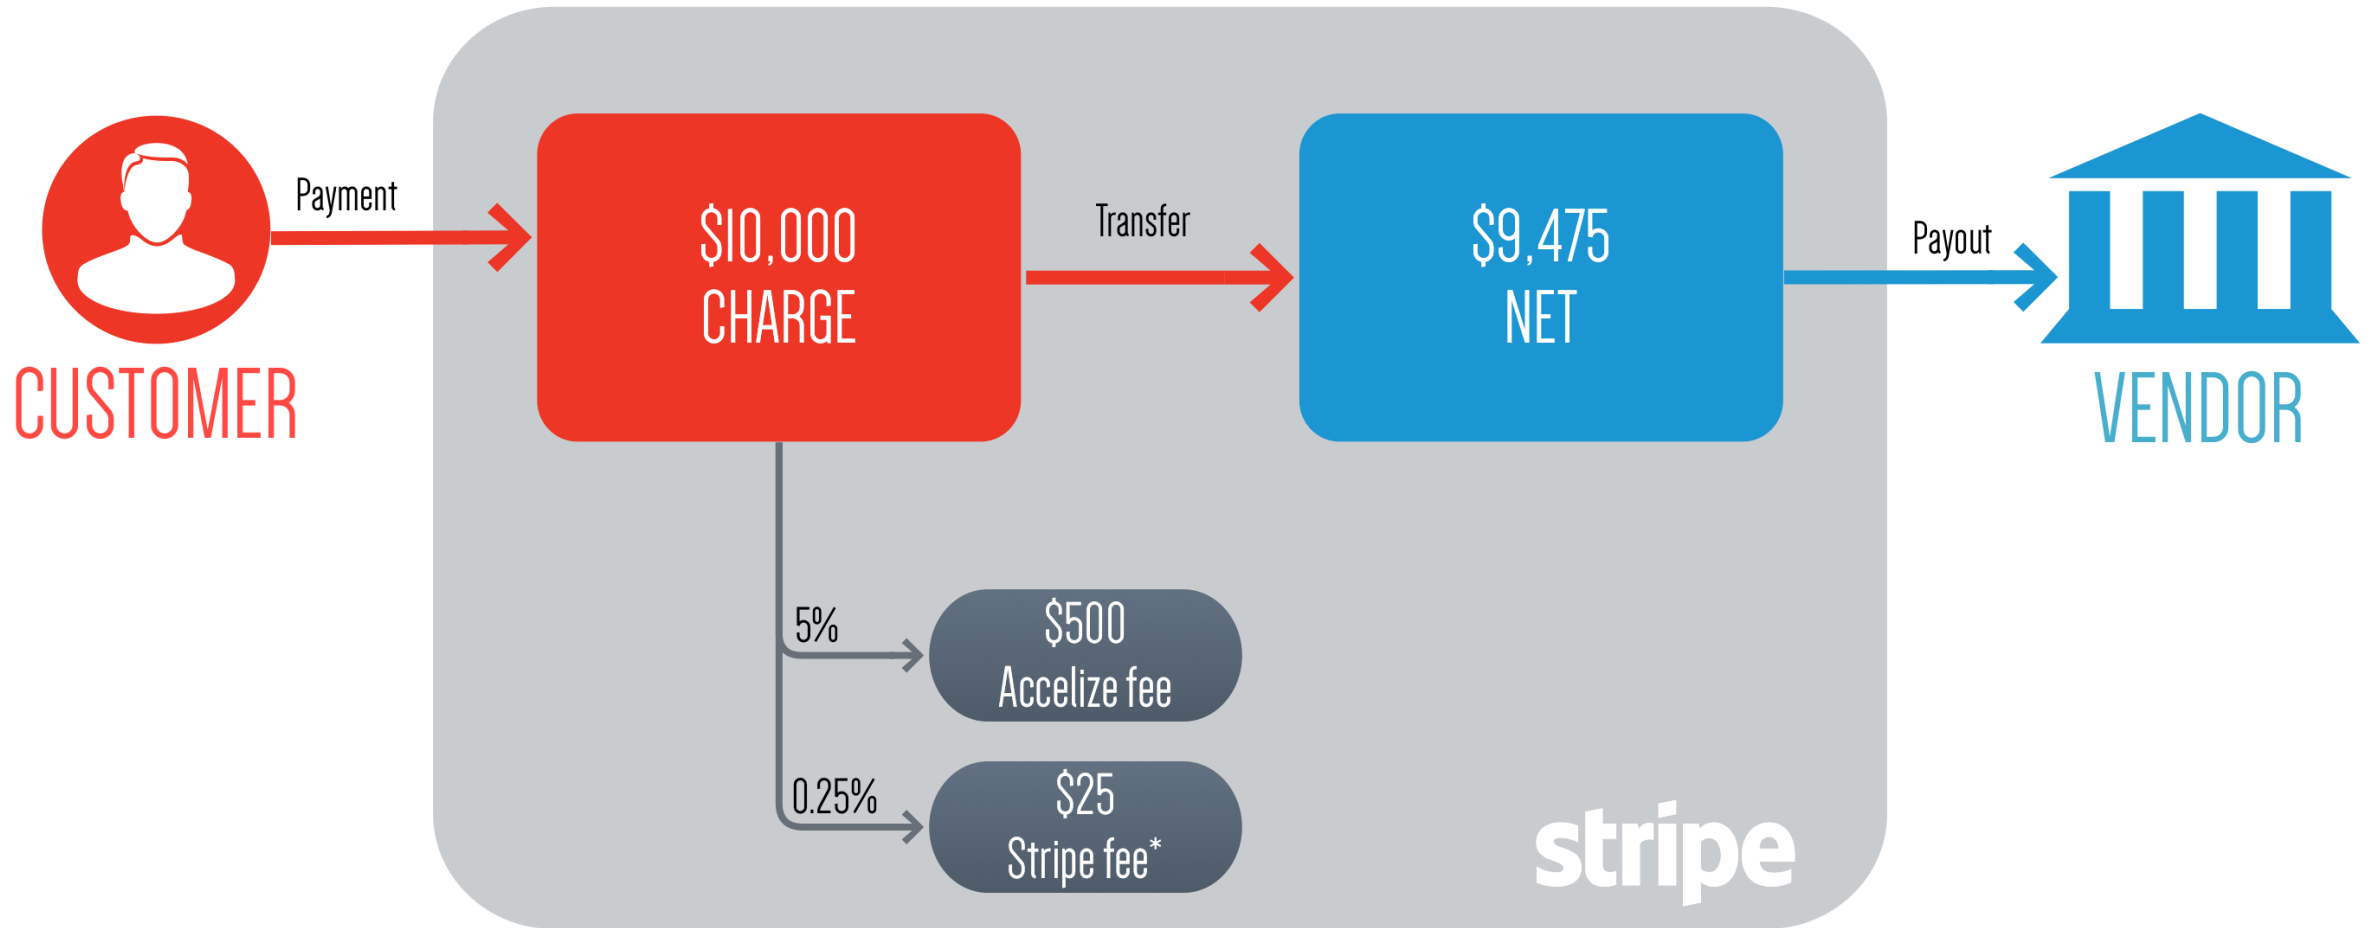 CUSTOMER
Payment
$10,000
CHARGE
Transfer
$9,475
NET
Payout
VENDOR
5%
$500
Accelize fee
0.25%
$25
Stripe fee*
stripe